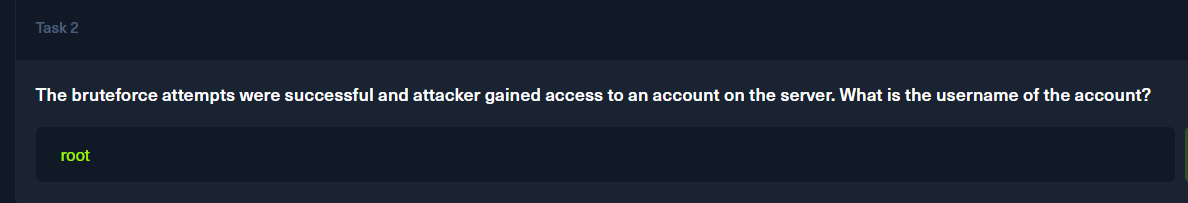 Task 2
The bruteforce attempts were successful and attacker gained access to an account on the server. What is the username of the account?
root